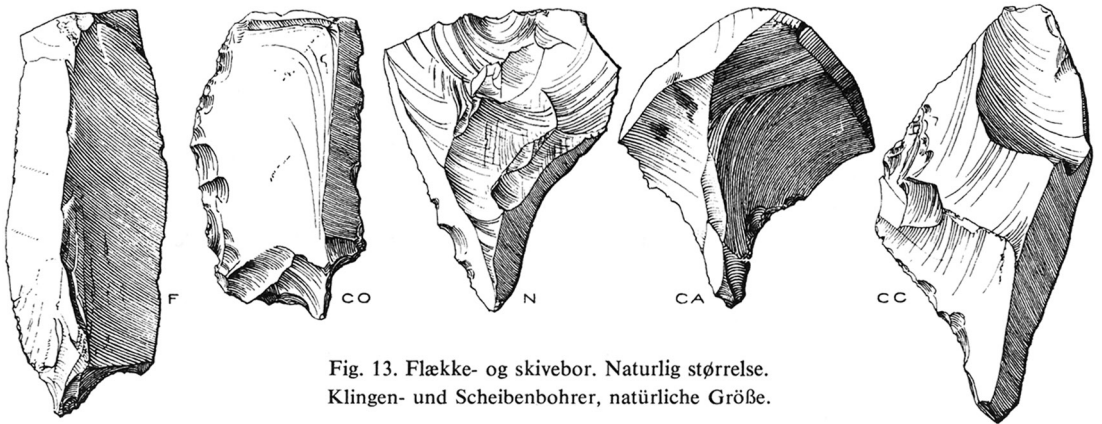 F
CO
N
CA
CC
Fig. 13. Flække- og skivebor. Naturlig størrelse.
Klingen- und Scheibenbohrer, natürliche Größe.